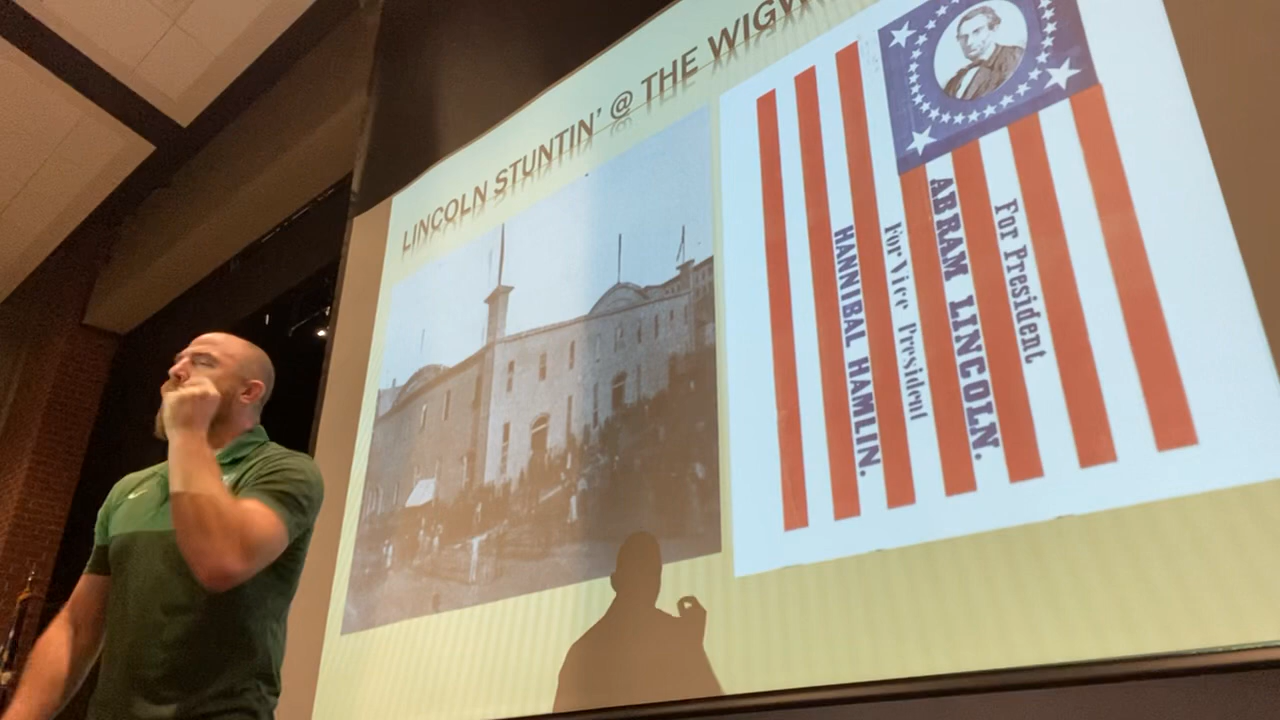 LINCOLN STUNTIN' @ THE WIGW
For President
ABRAM LINCOLN.
For Vice President
HANNIBAL HAMLIN.